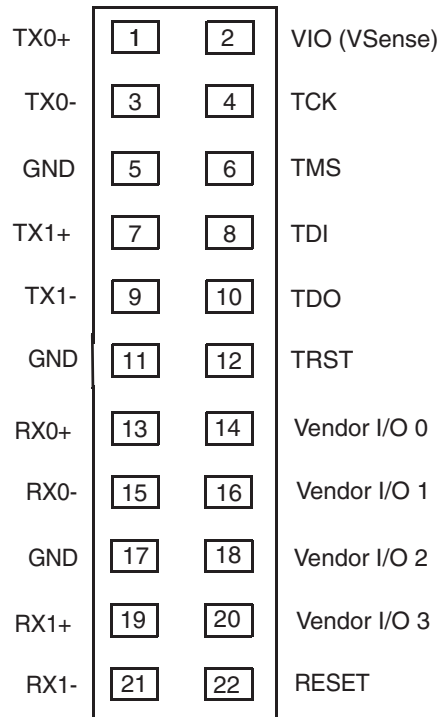 TX0+ 1 2 VIO (VSense)
TX0- 3 4 TCK
GND 5 6 TMS
TX1+ 7 8 TDI
TX1- 9 10 TDO
GND 11 12 TRST
RX0+ 13 14 Vendor I/O 0
RX0- 15 16 Vendor I/O 1
GND 17 18 Vendor I/O 2
RX1+ 19 20 Vendor I/O 3
RX1- 21 22 RESET